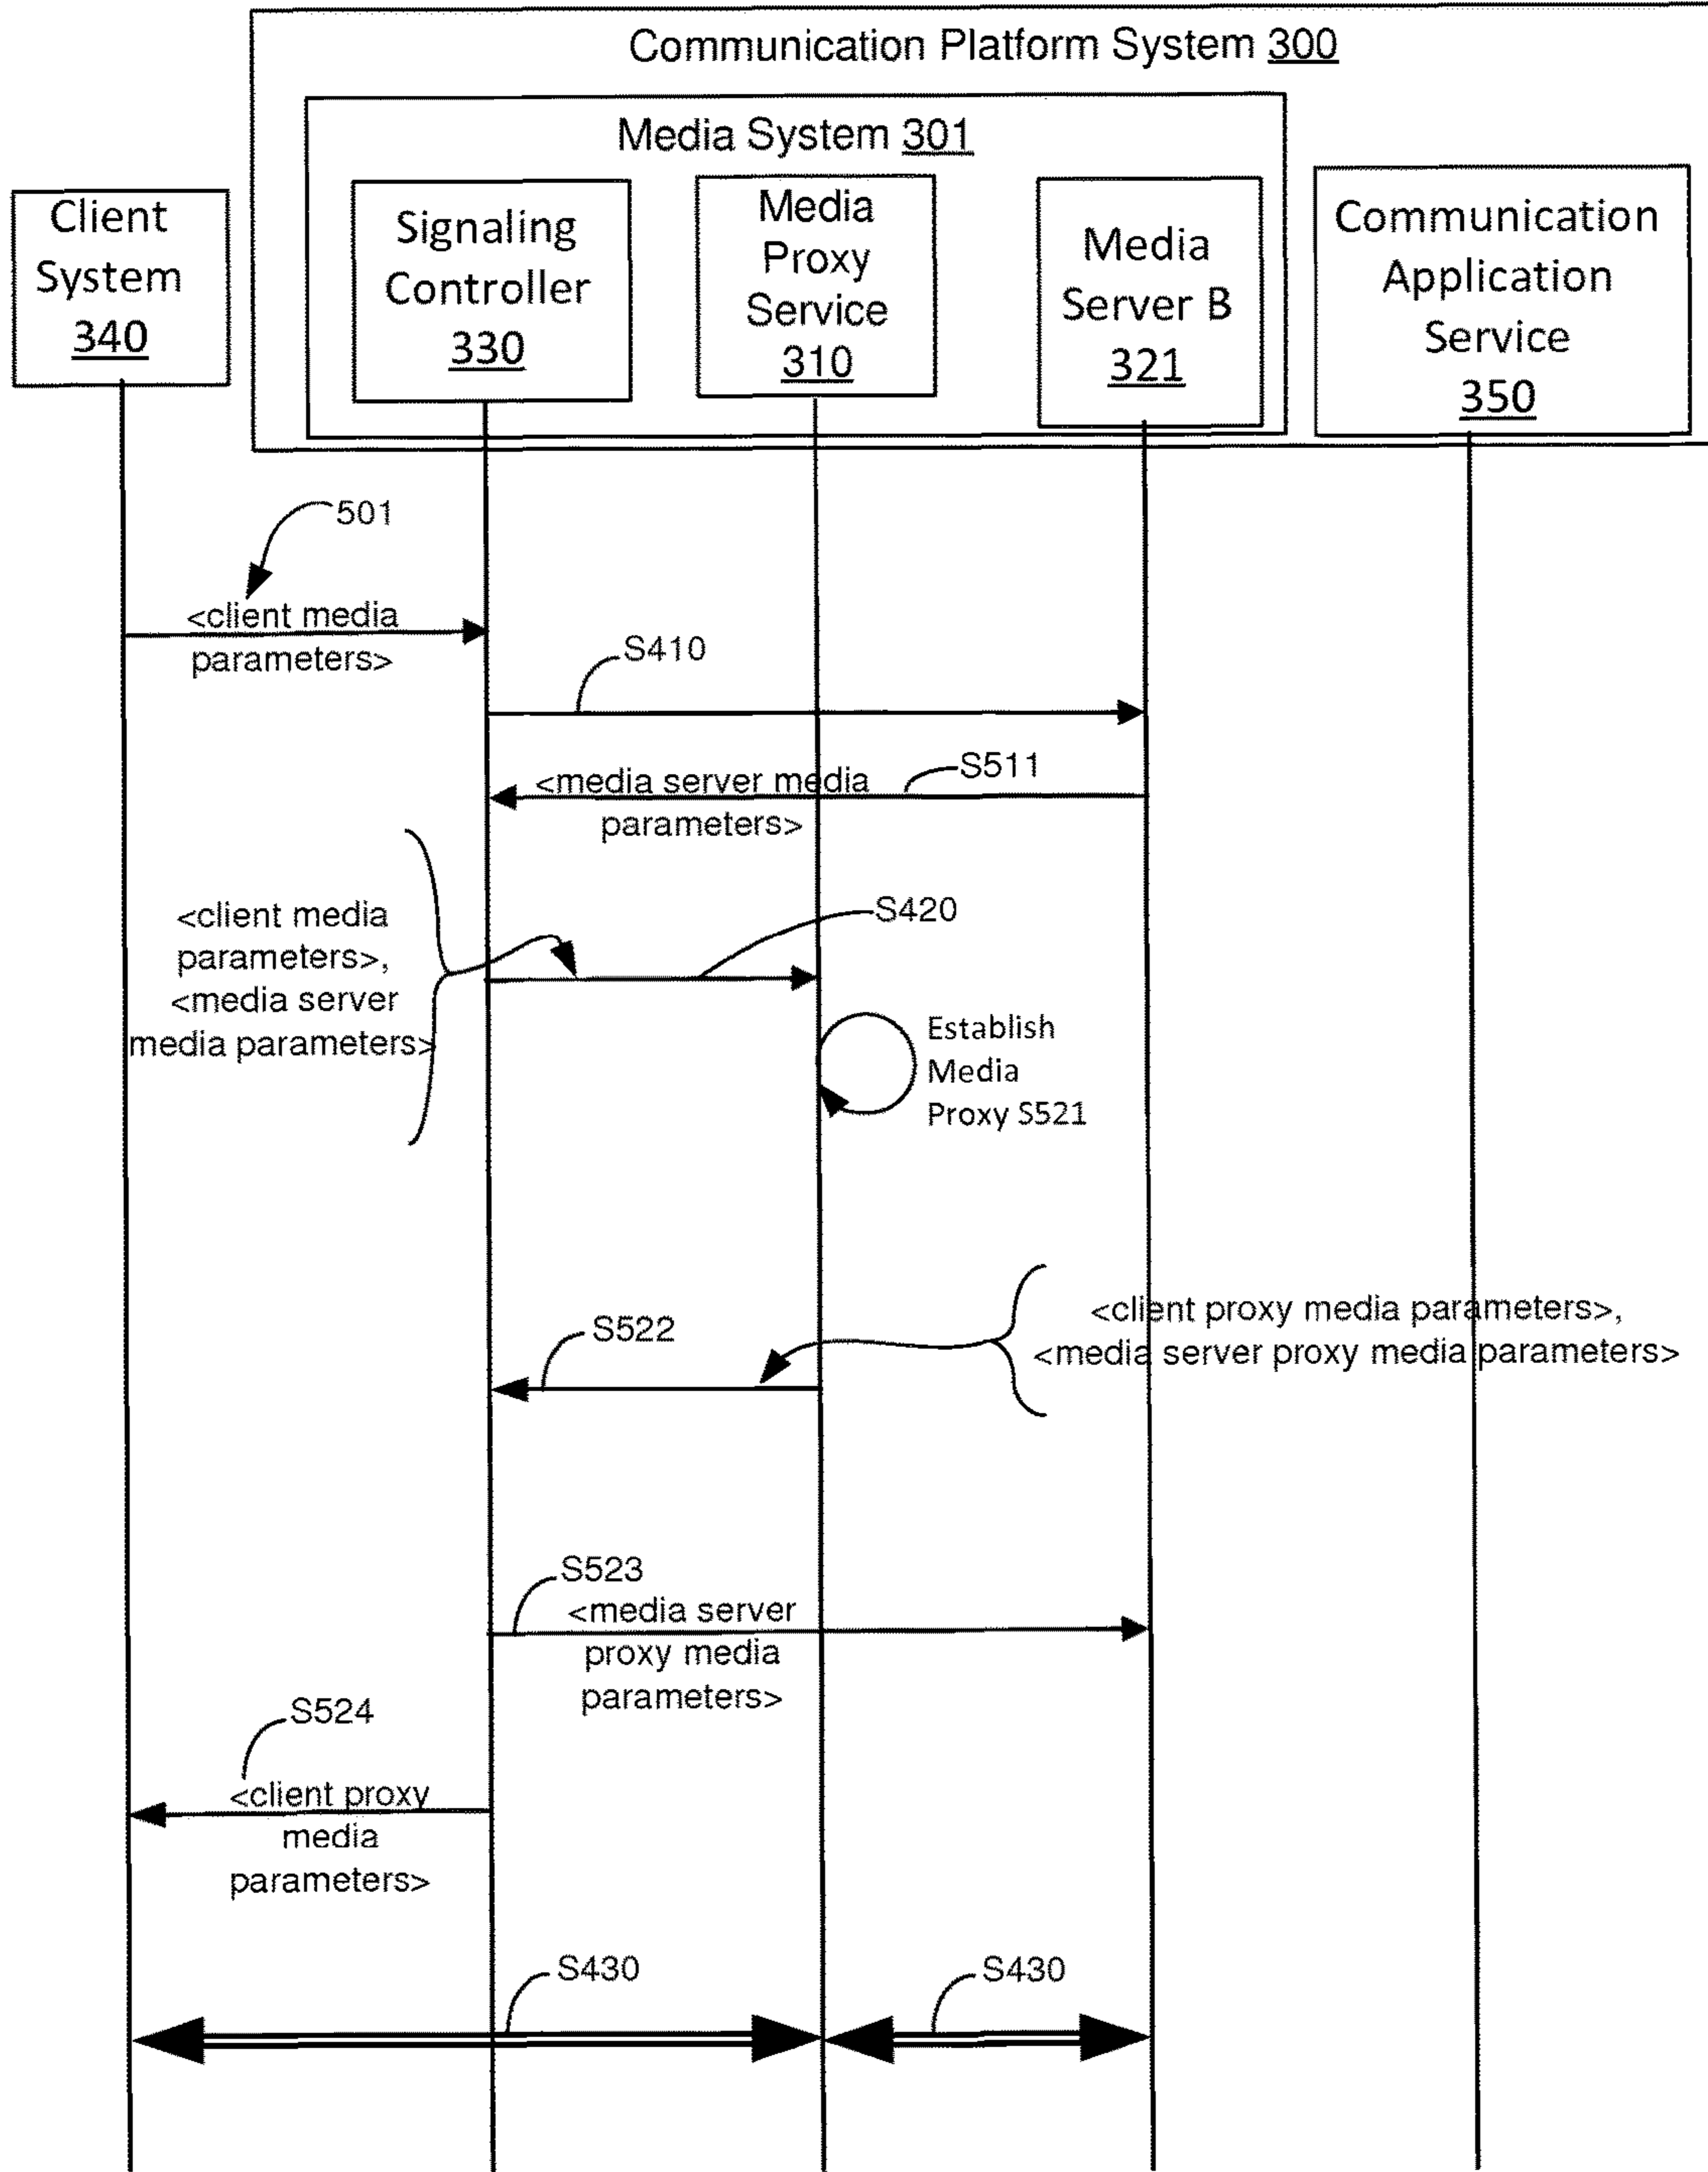 Communication Platform System 300
Media System 301
Client
System
340
Signaling
Controller
330
Media
Proxy
Service
310
Media
Server B
321
Communication
Application
Service
350
501
<client media
parameters>
S410
S511
<media server media
parameters>
S420
<client media
parameters>,
<media server
media parameters>
Establish
Media
Proxy S521
S522
<client proxy media parameters>,
<media server proxy media parameters>
S523
<media server
proxy media
parameters>
S524
<client proxy
media
parameters>
S430
S430